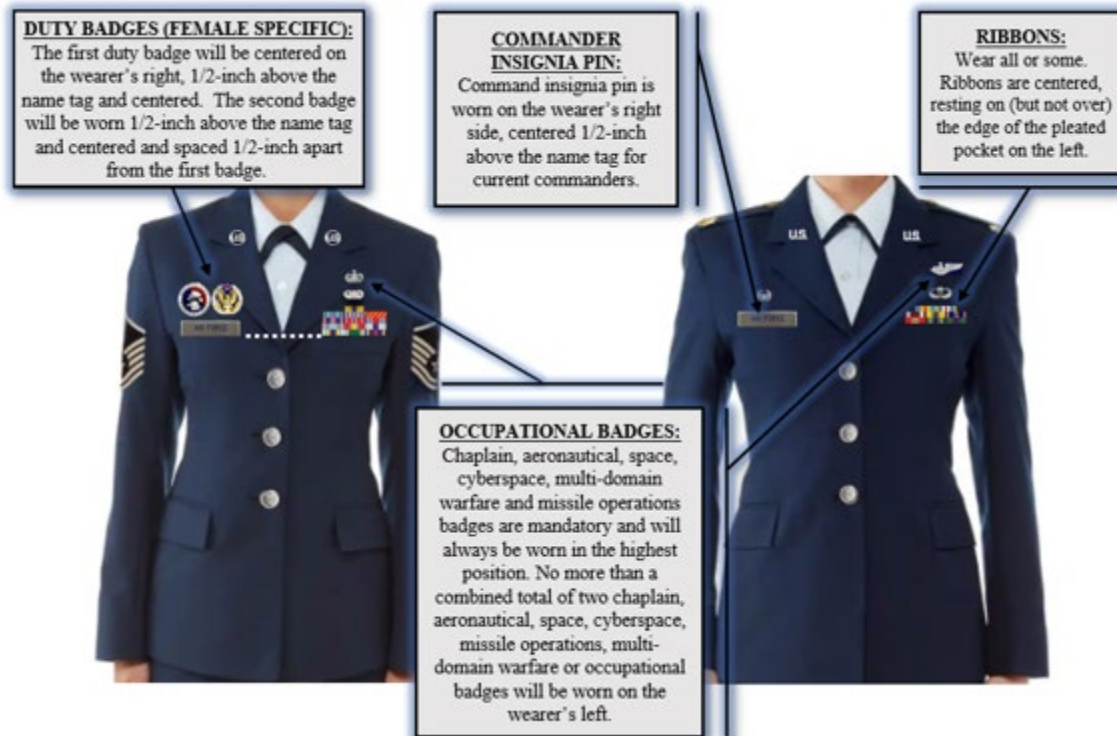 DUTY BADGES (FEMALE SPECIFIC):
The first duty badge will be centered on
the wearer's right, 1/2-inch above the
name tag and centered. The second badge
will be worn 1/2-inch above the name tag
and centered and spaced 1/2-inch apart
from the first badge.
COMMANDER
INSIGNIA PIN:
Command insignia pin is
worn on the wearer's right
side, centered 1/2-inch
above the name tag for
current commanders.
RIBBONS:
Wear all or some.
Ribbons are centered,
resting on (but not over)
the edge of the pleated
pocket on the left.
US
US
U.S.
U.S.
AIR FORCE
AIR FORCE
OCCUPATIONAL BADGES:
Chaplain, aeronautical, space,
cyberspace, multi-domain
warfare and missile operations
badges are mandatory and will
always be worn in the highest
position. No more than a
combined total of two chaplain,
aeronautical, space, cyberspace,
missile operations, multi-
domain warfare or occupational
badges will be worn on the
wearer's left.